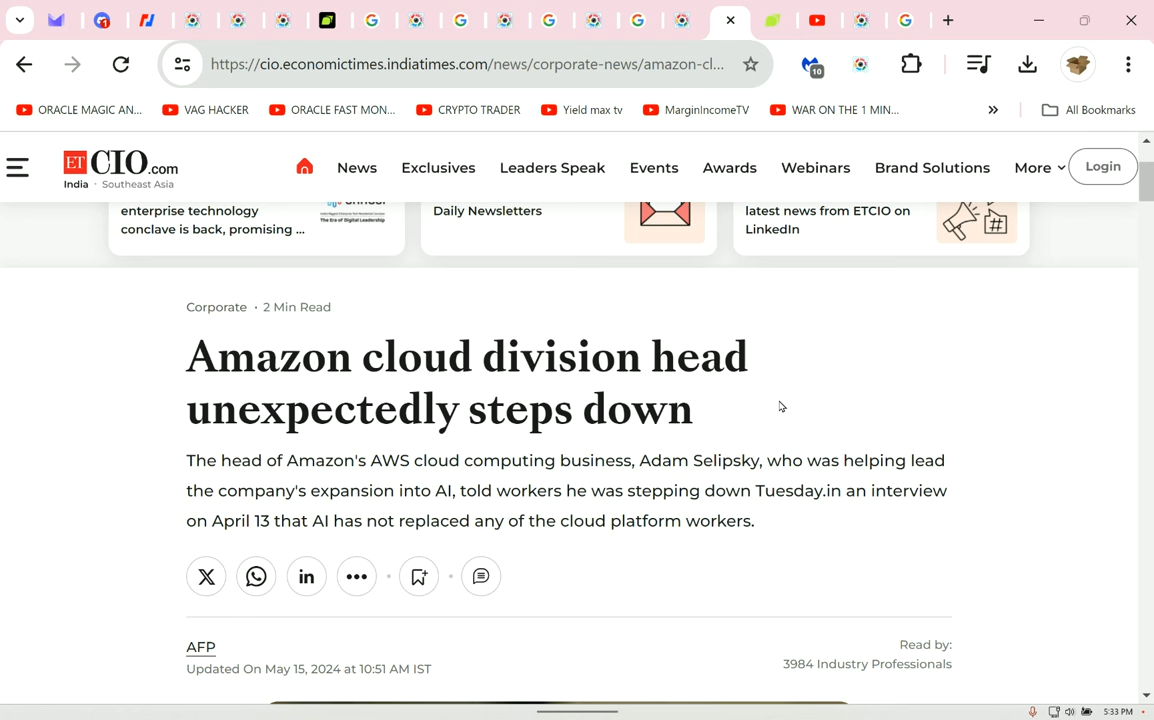 https://cio.economictimes.indiatimes.com/news/corporate-news/amazon-cl...
10
ORACLE MAGIC AN...
VAG HACKER
ORACLE FAST MON...
CRYPTO TRADER
Yield max tv
MarginIncomeTV
WAR ON THE 1 MIN...
»
All Bookmarks
ET CIO.com
India · Southeast Asia
News
Exclusives
Leaders Speak
Events
Awards
Webinars
Brand Solutions
More
Login
enterprise technology
conclave is back, promising ...
The Era of Digital Leadership
Daily Newsletters
latest news from ETCIO on
LinkedIn
Corporate · 2 Min Read
Amazon cloud division head
unexpectedly steps down
The head of Amazon's AWS cloud computing business, Adam Selipsky, who was helping lead
the company's expansion into AI, told workers he was stepping down Tuesday.in an interview
on April 13 that AI has not replaced any of the cloud platform workers.
AFP
Updated On May 15, 2024 at 10:51 AM IST
Read by:
3984 Industry Professionals
5:33 PM